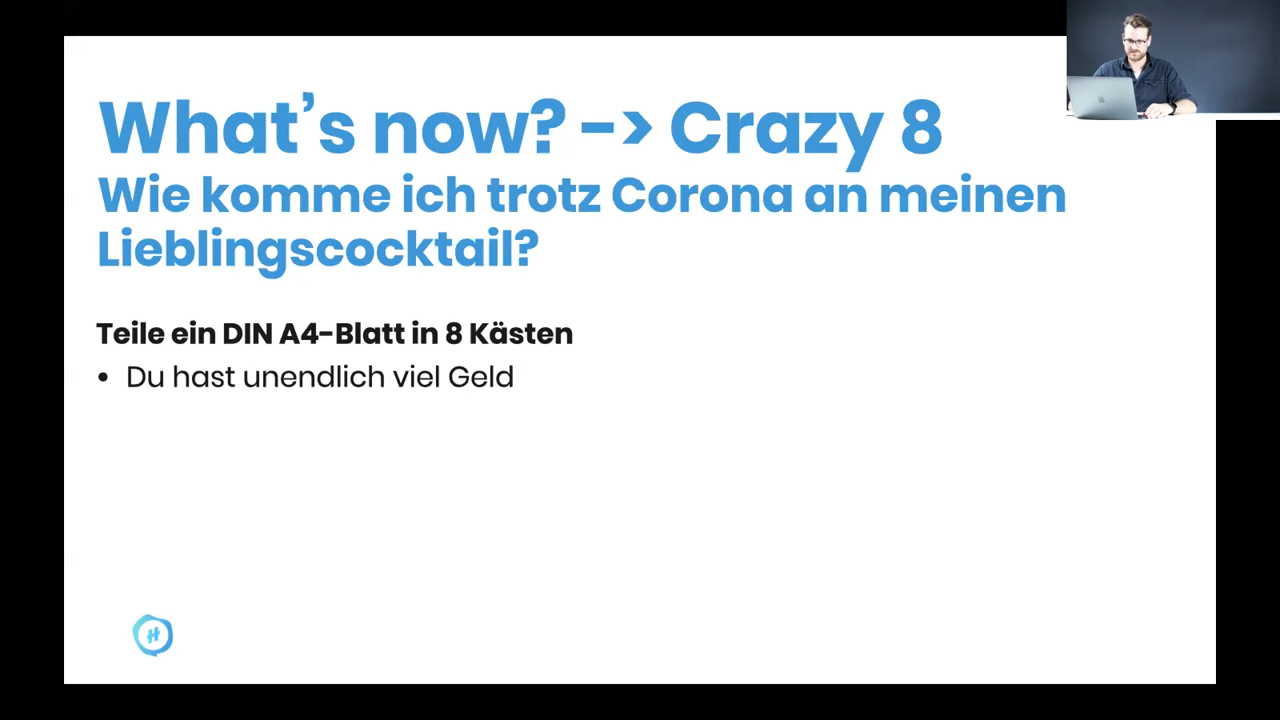 What's now? -> Crazy 8
Wie komme ich trotz Corona an meinen
Lieblingscocktail?
Teile ein DIN A4-Blatt in 8 Kästen
• Du hast unendlich viel Geld
H